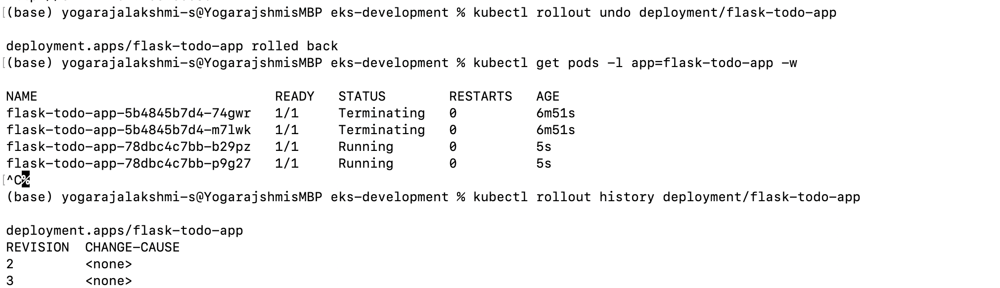 [(base) yogarajalakshmi-s@YogarajshmisMBP eks-development % kubectl rollout undo deployment/flask-todo-app
deployment.apps/flask-todo-app rolled back
[(base) yogarajalakshmi-s@YogarajshmisMBP eks-development % kubectl get pods -l app=flask-todo-app -w
NAME READY STATUS RESTARTS AGE
flask-todo-app-5b4845b7d4-74gwr 1/1 Terminating 0 6m51s
flask-todo-app-5b4845b7d4-m7lwk 1/1 Terminating 0 6m51s
flask-todo-app-78dbc4c7bb-b29pz 1/1 Running 0 5s
flask-todo-app-78dbc4c7bb-p9g27 1/1 Running 0 5s
[^C%
(base) yogarajalakshmi-s@YogarajshmisMBP eks-development % kubectl rollout history deployment/flask-todo-app
deployment.apps/flask-todo-app
REVISION CHANGE-CAUSE
2 <none>
3 <none>